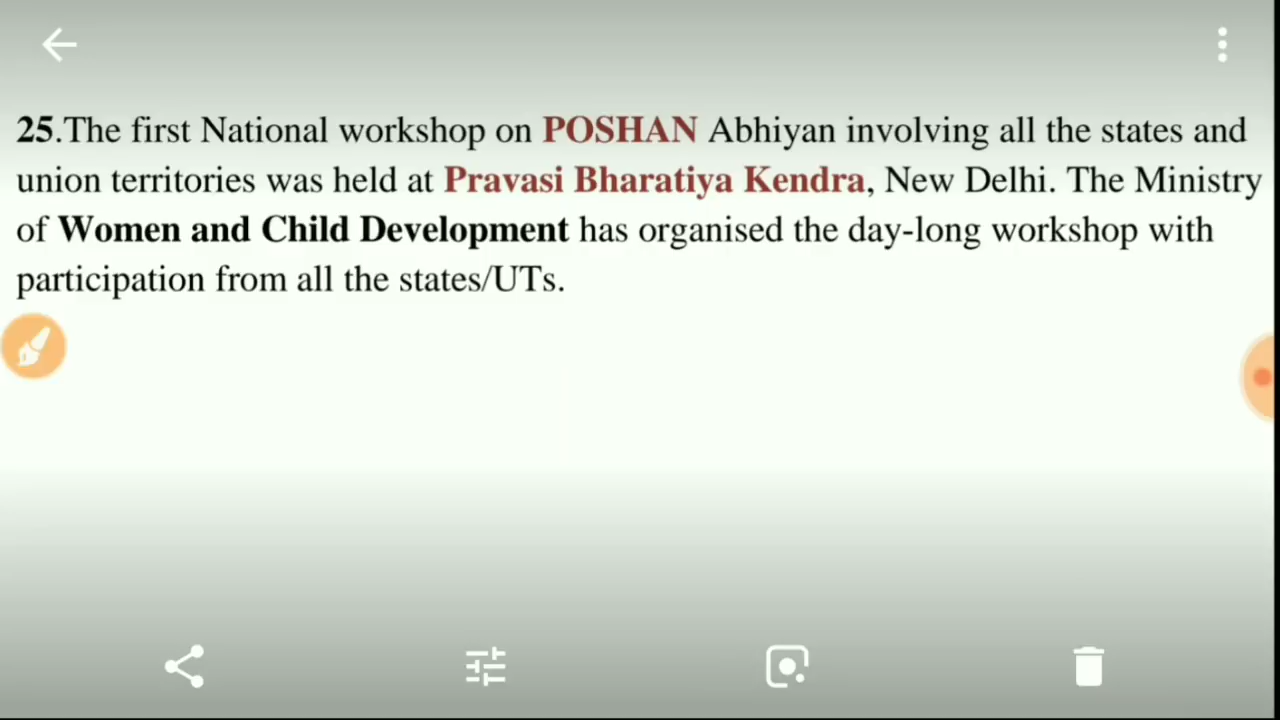 25.The first National workshop on POSHAN Abhiyan involving all the states and
union territories was held at Pravasi Bharatiya Kendra, New Delhi. The Ministry
of Women and Child Development has organised the day-long workshop with
participation from all the states/UTs.